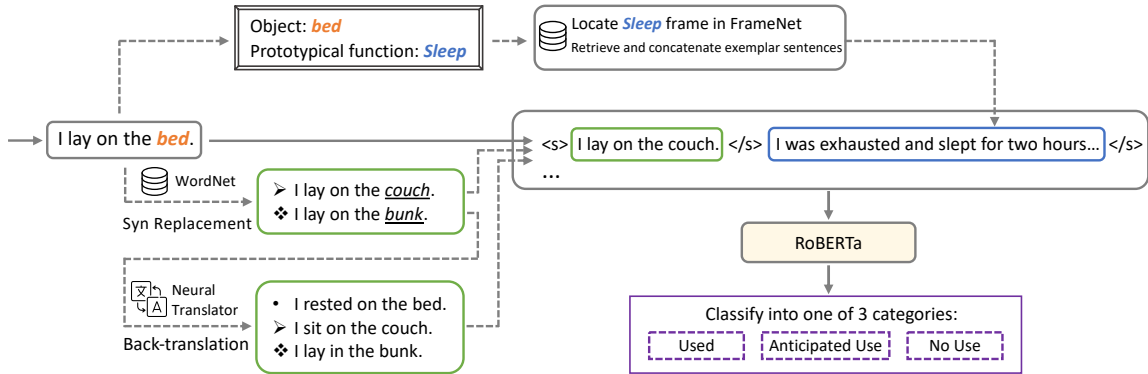 Object: bed
Prototypical function: Sleep
Locate Sleep frame in FrameNet
Retrieve and concatenate exemplar sentences
I lay on the bed.
<s> I lay on the couch. </s> I was exhausted and slept for two hours... </s>
...
WordNet
Syn Replacement
➢ I lay on the couch.
❖ I lay on the bunk.
文 A
Neural
Translator
Back-translation
• I rested on the bed.
➢ I sit on the couch.
❖ I lay in the bunk.
RoBERTa
Classify into one of 3 categories:
Used Anticipated Use No Use